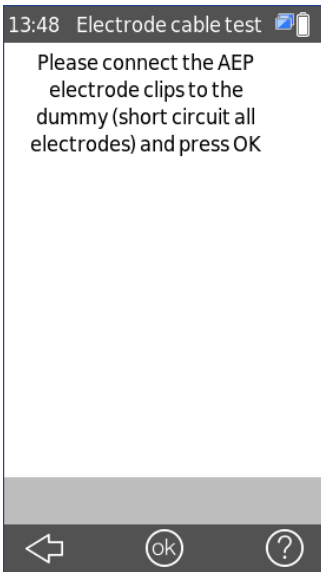 13:48 Electrode cable test
Please connect the AEP
electrode clips to the
dummy (short circuit all
electrodes) and press OK
ok
?